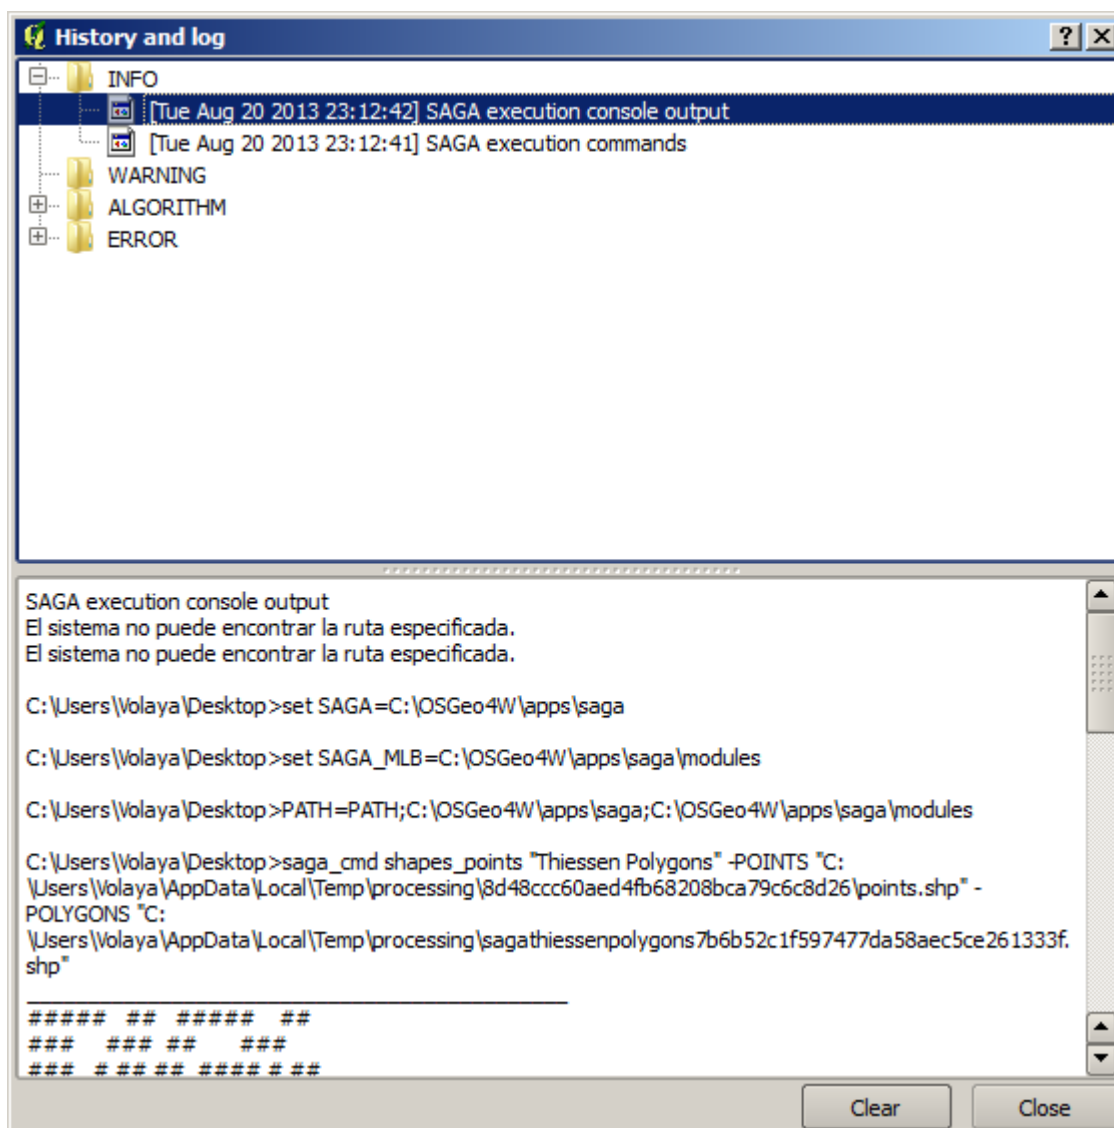 History and log
INFO
[Tue Aug 20 2013 23:12:42] SAGA execution console output
[Tue Aug 20 2013 23:12:41] SAGA execution commands
WARNING
ALGORITHM
ERROR
SAGA execution console output
El sistema no puede encontrar la ruta especificada.
El sistema no puede encontrar la ruta especificada.
C:\Users\Volaya\Desktop>set SAGA=C:\OSGeo4W\apps\saga
C:\Users\Volaya\Desktop>set SAGA_MLB=C:\OSGeo4W\apps\saga\modules
C:\Users\Volaya\Desktop>PATH=PATH;C:\OSGeo4W\apps\saga;C:\OSGeo4W\apps\saga\modules
C:\Users\Volaya\Desktop>saga_cmd shapes_points "Thiessen Polygons" -POINTS "C:
\Users\Volaya\AppData\Local\Temp\processing\8d48ccc60aed4fb68208bca79c6c8d26\points.shp" -
POLYGONS "C:
\Users\Volaya\AppData\Local\Temp\processing\sagathiessenpolygons7b6b52c1f597477da58aec5ce261333f.
shp"
_____________________________________________
##### ## ##### ##
### ### ## ###
### # ## ## #### # ##
Clear
Close